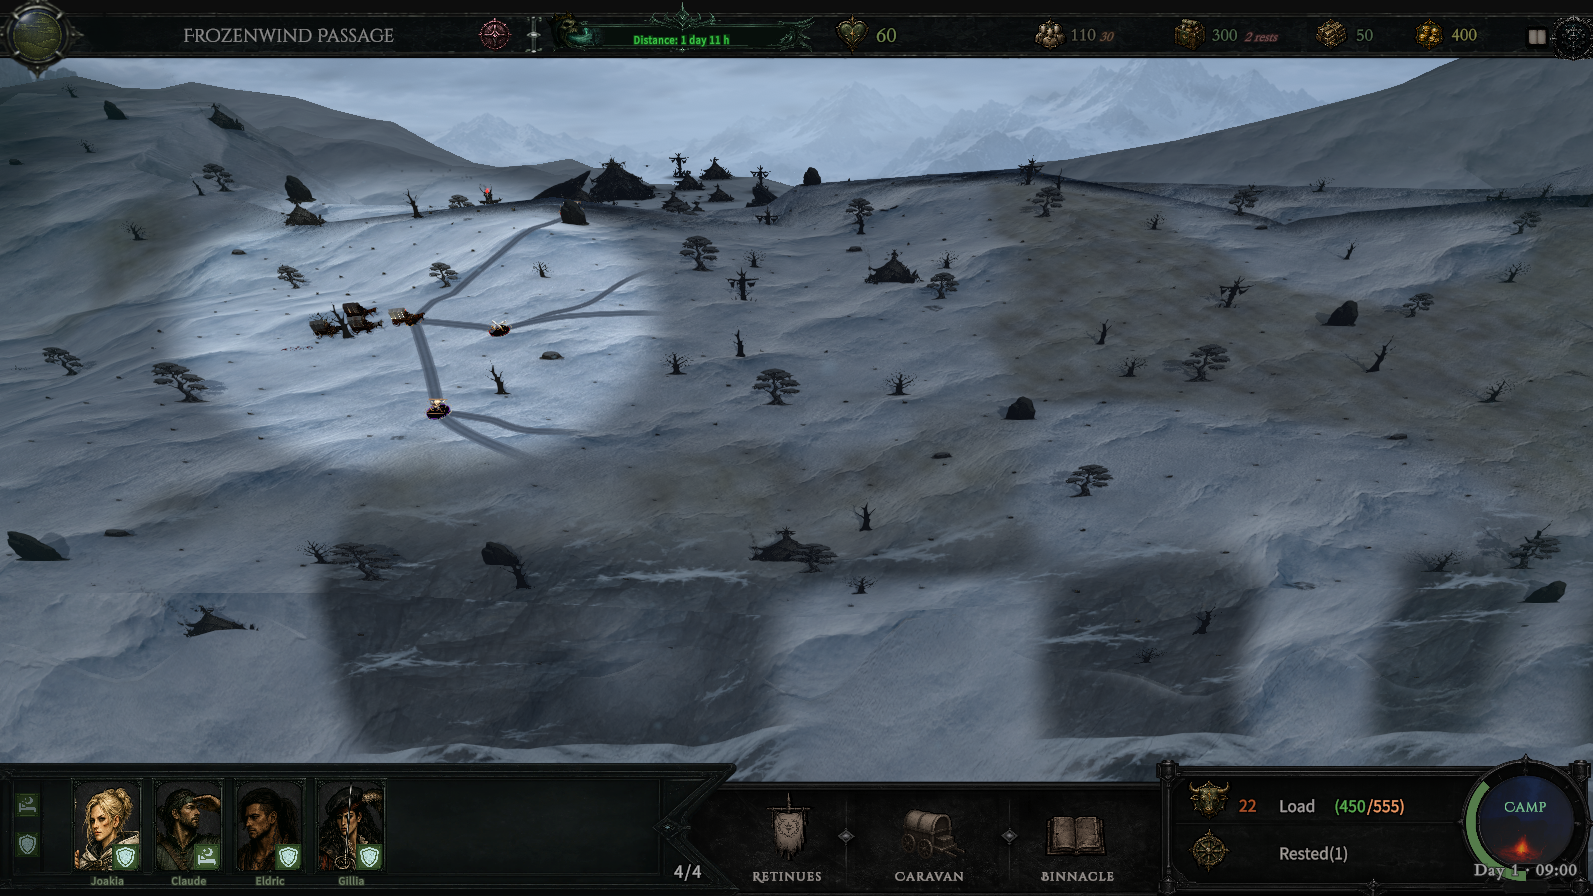 Frozenwind Passage
Distance: 1 day 11 h
60
110 30
300 2 rests
50
400
Joakia
Claude
Eldric
Gillia
4/4
Retinues
Caravan
Binnacle
22 Load (450/555)
Rested(1)
Camp
Day 1 · 09:00